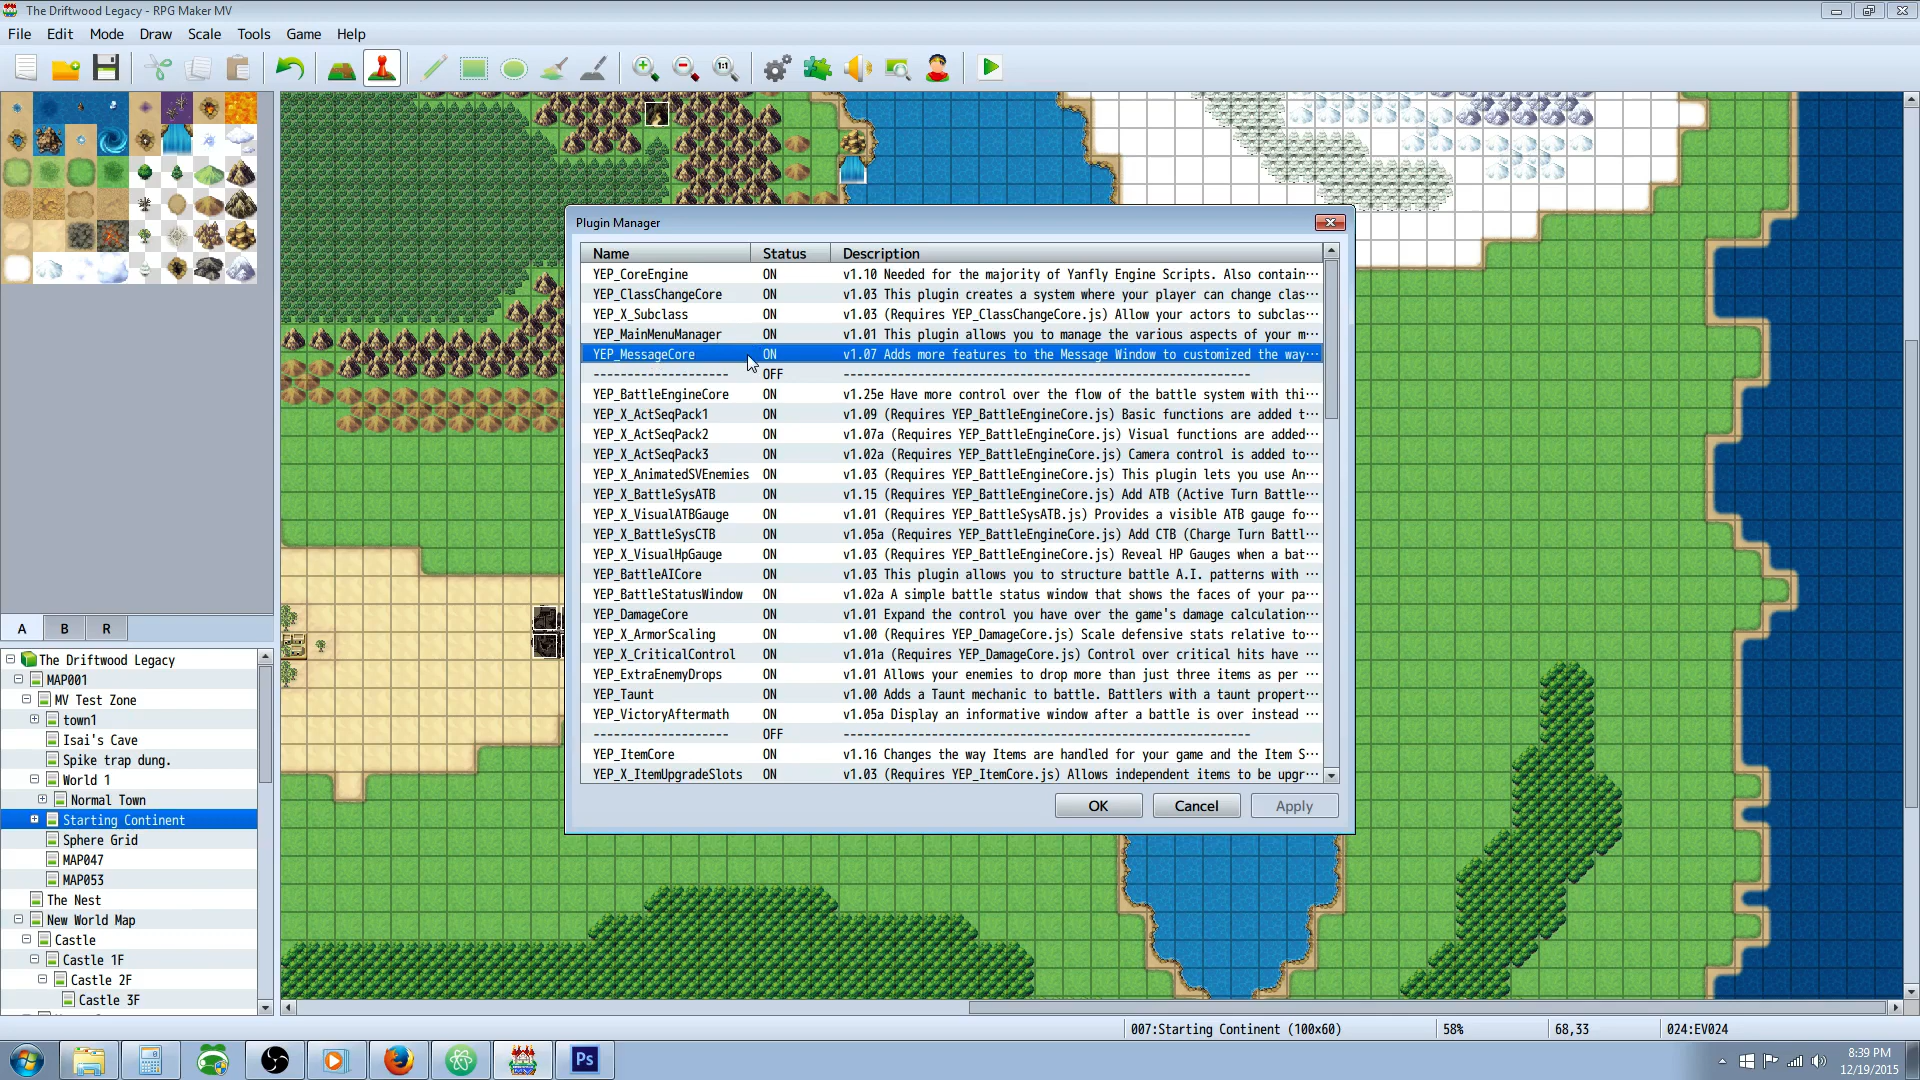 The Driftwood Legacy - RPG Maker MV
File Edit Mode Draw Scale Tools Game Help
1:1
Plugin Manager
Name Status Description
YEP_CoreEngine ON v1.10 Needed for the majority of Yanfly Engine Scripts. Also contain···
YEP_ClassChangeCore ON v1.03 This plugin creates a system where your player can change clas···
YEP_X_Subclass ON v1.03 (Requires YEP_ClassChangeCore.js) Allow your actors to subclas···
YEP_MainMenuManager ON v1.01 This plugin allows you to manage the various aspects of your m···
YEP_MessageCore ON v1.07 Adds more features to the Message Window to customized the way···
-------------------- OFF ------------------------------------------------------------
YEP_BattleEngineCore ON v1.25e Have more control over the flow of the battle system with thi···
YEP_X_ActSeqPack1 ON v1.09 (Requires YEP_BattleEngineCore.js) Basic functions are added t···
YEP_X_ActSeqPack2 ON v1.07a (Requires YEP_BattleEngineCore.js) Visual functions are added···
YEP_X_ActSeqPack3 ON v1.02a (Requires YEP_BattleEngineCore.js) Camera control is added to···
YEP_X_AnimatedSVEnemies ON v1.03 (Requires YEP_BattleEngineCore.js) This plugin lets you use An···
YEP_X_BattleSysATB ON v1.15 (Requires YEP_BattleEngineCore.js) Add ATB (Active Turn Battle···
YEP_X_VisualATBGauge ON v1.01 (Requires YEP_BattleSysATB.js) Provides a visible ATB gauge fo···
YEP_X_BattleSysCTB ON v1.05a (Requires YEP_BattleEngineCore.js) Add CTB (Charge Turn Battl···
YEP_X_VisualHpGauge ON v1.03 (Requires YEP_BattleEngineCore.js) Reveal HP Gauges when a bat···
YEP_BattleAICore ON v1.03 This plugin allows you to structure battle A.I. patterns with ···
YEP_BattleStatusWindow ON v1.02a A simple battle status window that shows the faces of your pa···
YEP_DamageCore ON v1.01 Expand the control you have over the game's damage calculation···
YEP_X_ArmorScaling ON v1.00 (Requires YEP_DamageCore.js) Scale defensive stats relative to···
YEP_X_CriticalControl ON v1.01a (Requires YEP_DamageCore.js) Control over critical hits have ···
YEP_ExtraEnemyDrops ON v1.01 Allows your enemies to drop more than just three items as per ···
YEP_Taunt ON v1.00 Adds a Taunt mechanic to battle. Battlers with a taunt propert···
YEP_VictoryAftermath ON v1.05a Display an informative window after a battle is over instead ···
-------------------- OFF ------------------------------------------------------------
YEP_ItemCore ON v1.16 Changes the way Items are handled for your game and the Item S···
YEP_X_ItemUpgradeSlots ON v1.03 (Requires YEP_ItemCore.js) Allows independent items to be upgr···
OK Cancel Apply
A B R
The Driftwood Legacy
MAP001
MV Test Zone
town1
Isai's Cave
Spike trap dung.
World 1
Normal Town
Starting Continent
Sphere Grid
MAP047
MAP053
The Nest
New World Map
Castle
Castle 1F
Castle 2F
Castle 3F
007:Starting Continent (100x60) 58% 68,33 024:EV024
Ps
8:39 PM
12/19/2015